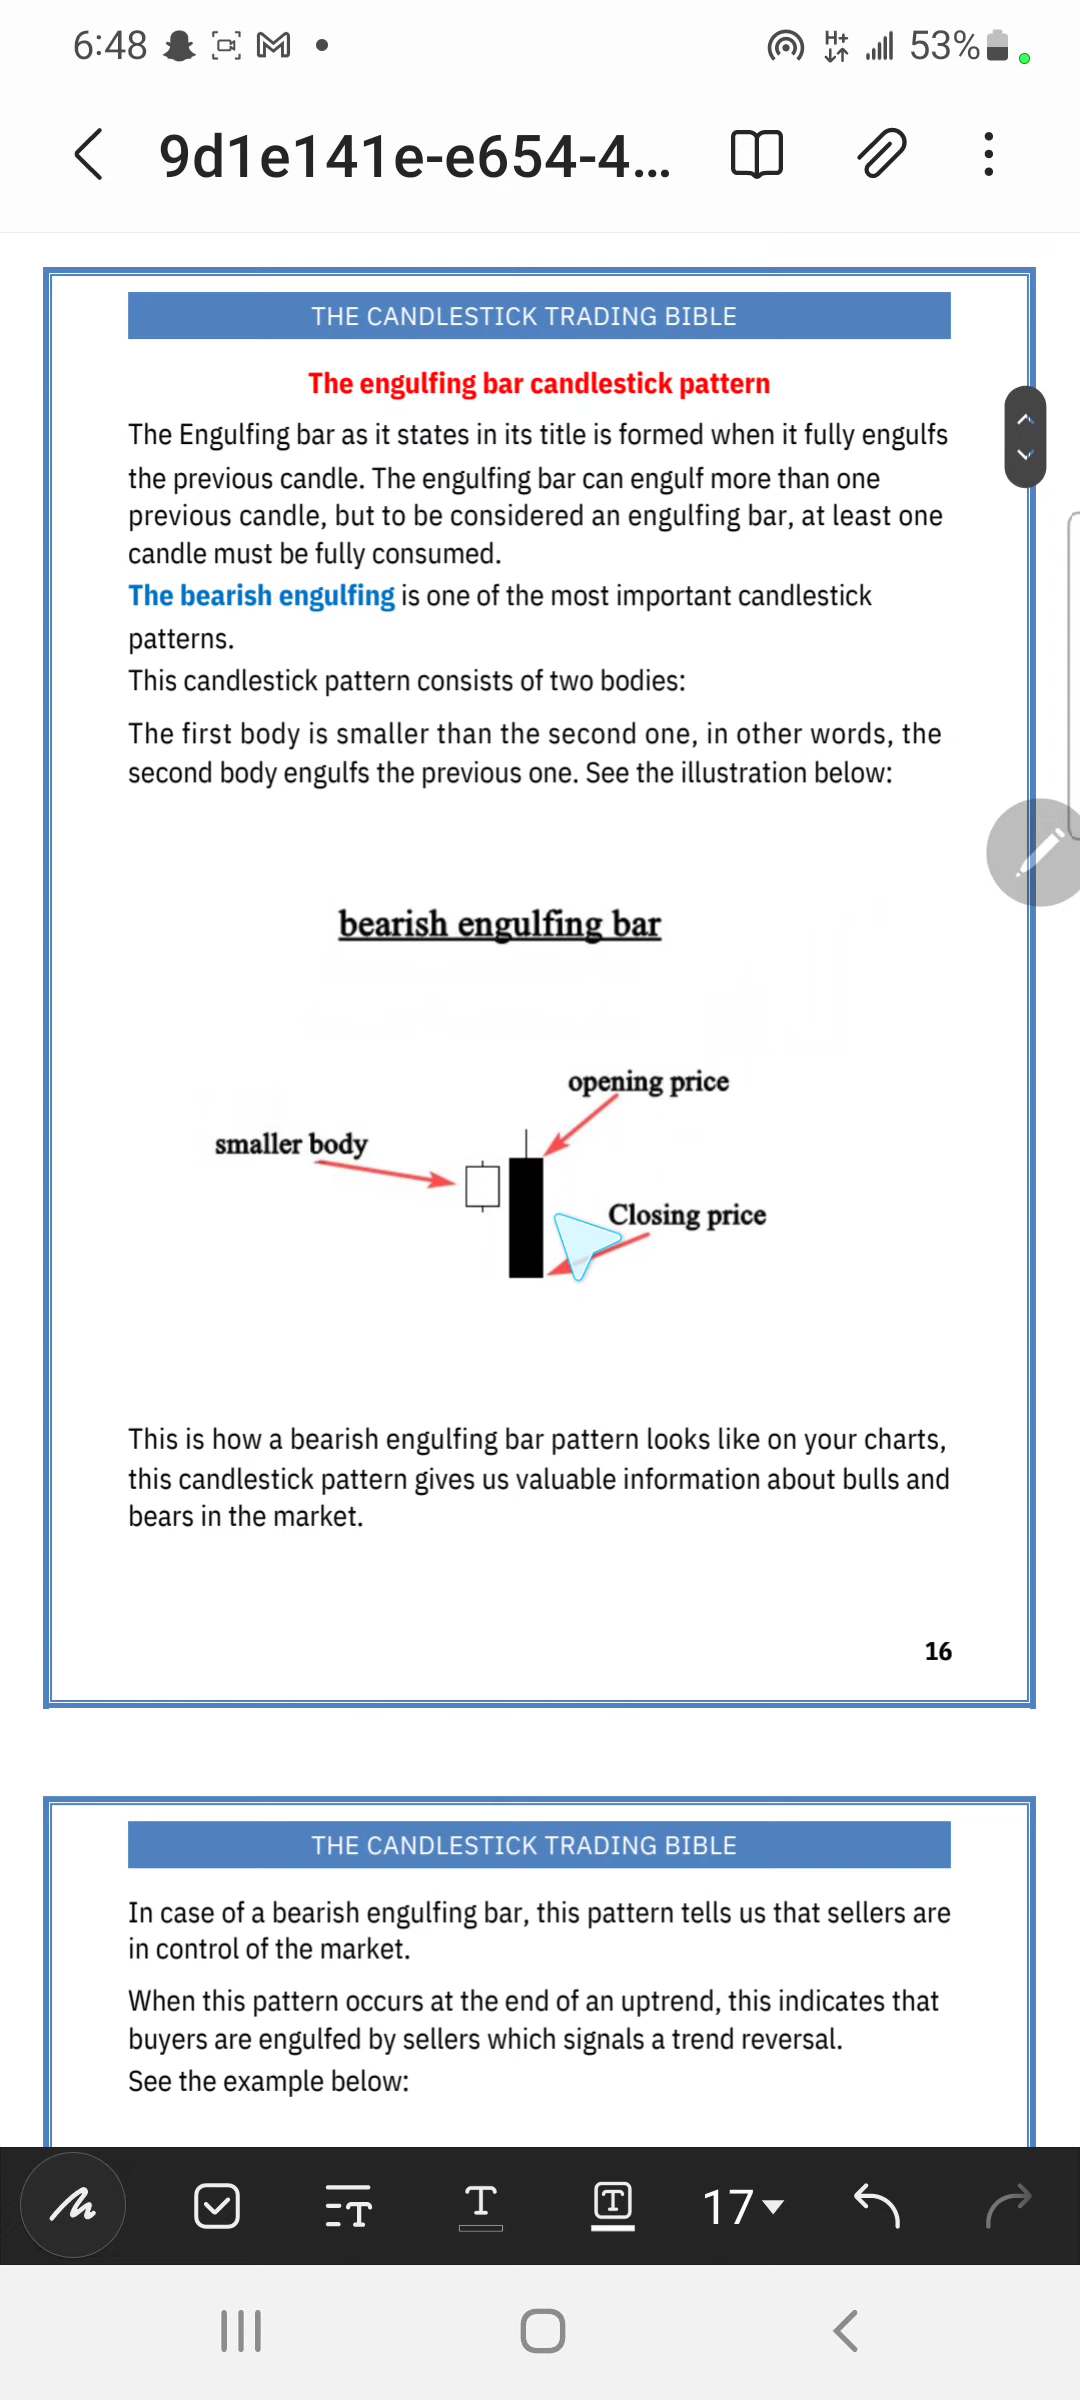 6:48
H+
53%
9d1e141e-e654-4...
THE CANDLESTICK TRADING BIBLE
The engulfing bar candlestick pattern
The Engulfing bar as it states in its title is formed when it fully engulfs
the previous candle. The engulfing bar can engulf more than one
previous candle, but to be considered an engulfing bar, at least one
candle must be fully consumed.
The bearish engulfing is one of the most important candlestick
patterns.
This candlestick pattern consists of two bodies:
The first body is smaller than the second one, in other words, the
second body engulfs the previous one. See the illustration below:
bearish engulfing bar
opening price
smaller body
Closing price
This is how a bearish engulfing bar pattern looks like on your charts,
this candlestick pattern gives us valuable information about bulls and
bears in the market.
16
THE CANDLESTICK TRADING BIBLE
In case of a bearish engulfing bar, this pattern tells us that sellers are
in control of the market.
When this pattern occurs at the end of an uptrend, this indicates that
buyers are engulfed by sellers which signals a trend reversal.
See the example below:
17